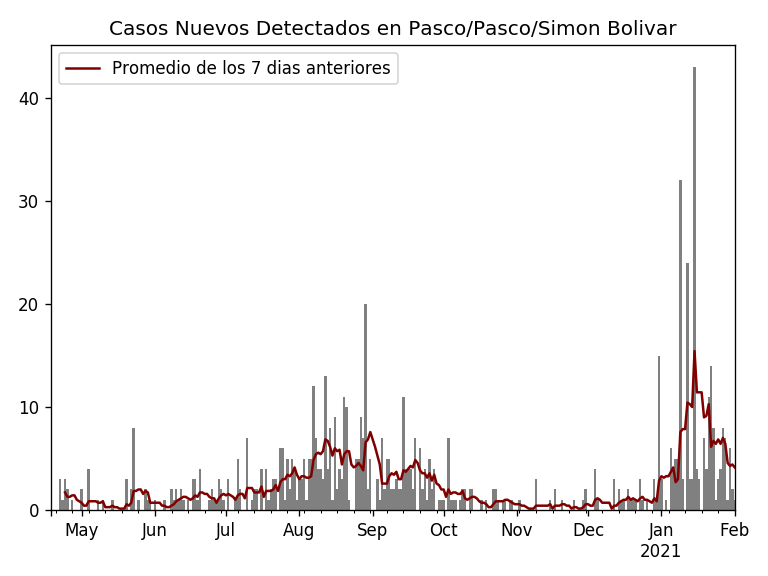 Casos Nuevos Detectados en Pasco/Pasco/Simon Bolivar
Promedio de los 7 dias anteriores
40
30
20
10
0
May Jun Jul Aug Sep Oct Nov Dec Jan Feb
2021